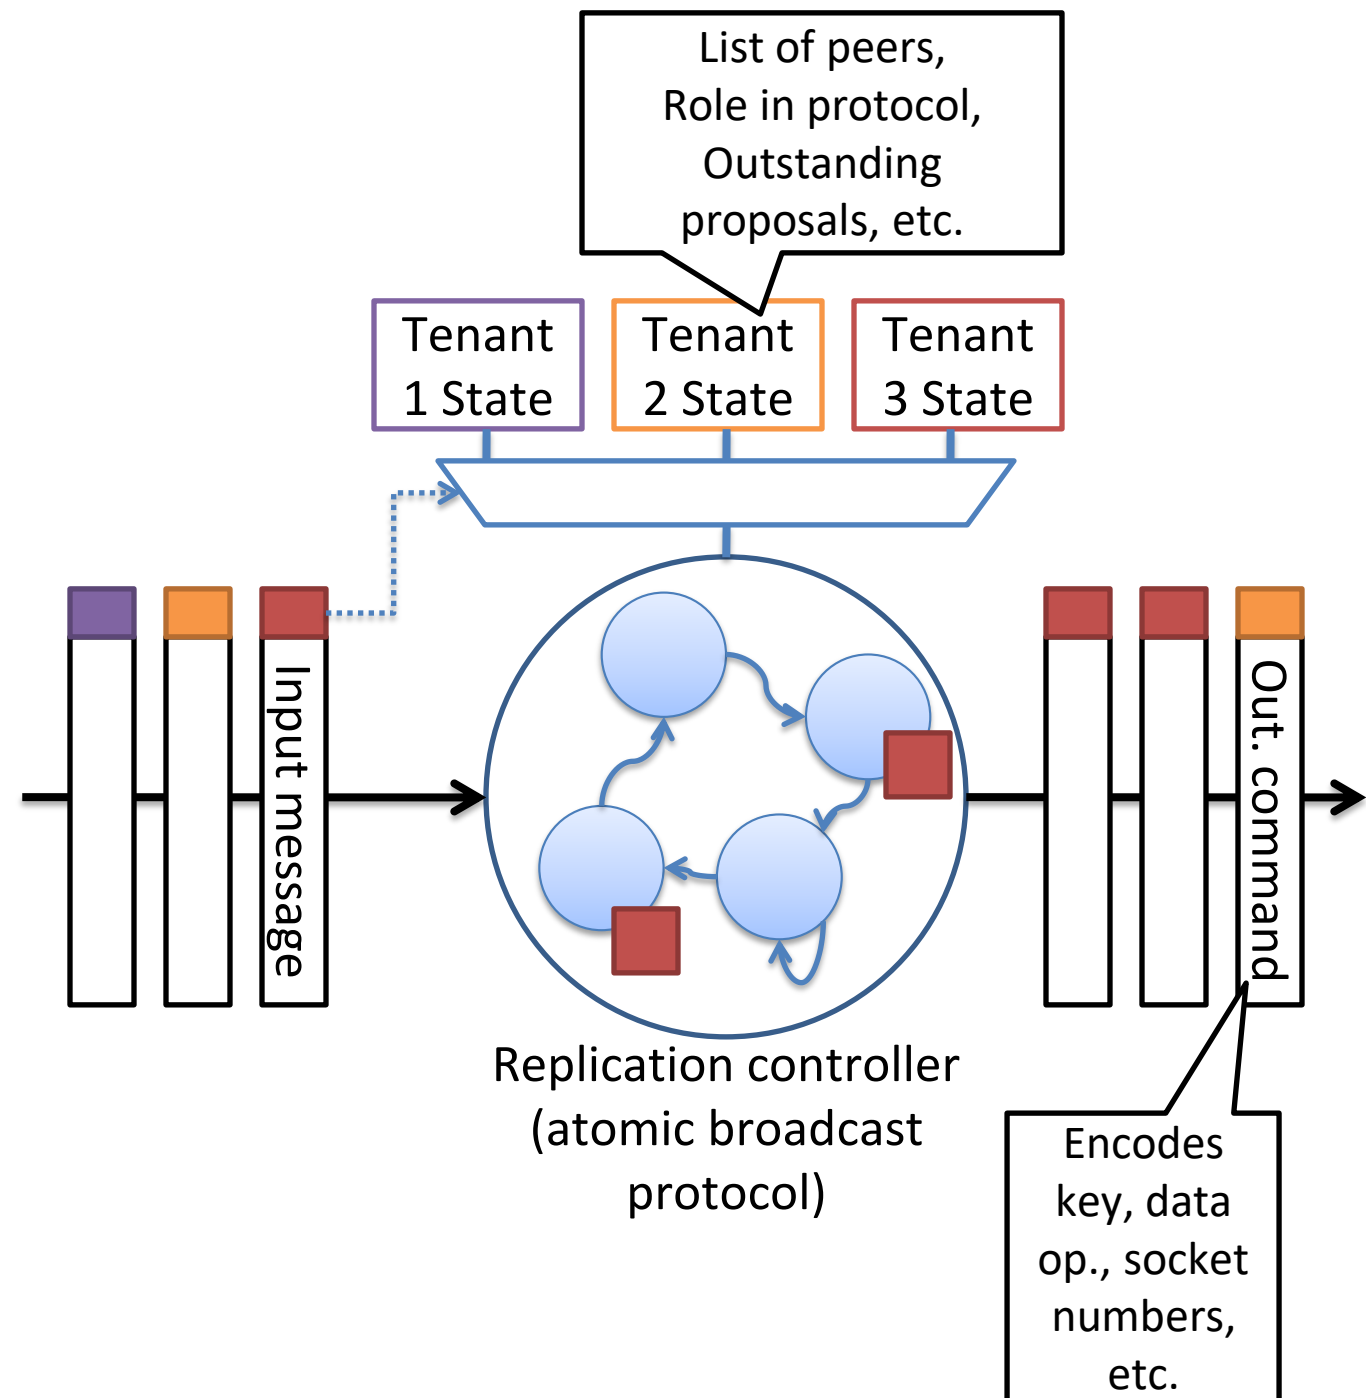 List of peers,
Role in protocol,
Outstanding
proposals, etc.
Tenant
1 State
Tenant
2 State
Tenant
3 State
Input message
Out. command
Replication controller
(atomic broadcast
protocol)
Encodes
key, data
op., socket
numbers,
etc.